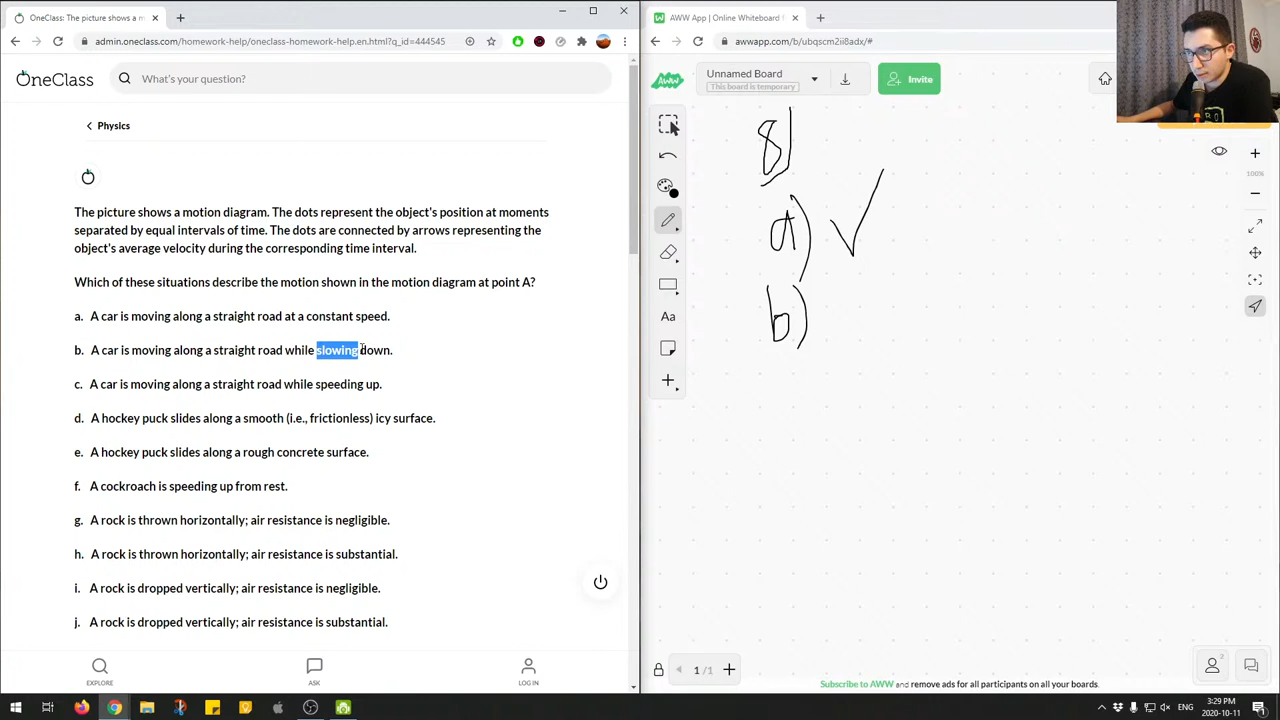 OneClass: The picture shows a m
AWW App | Online Whiteboard f
admin.oneclass.com/homework-help/oneclass-homework-help.en.html?q_id=444545
awwapp.com/b/ubqscm2ii8adx/#
OneClass
What's your question?
Unnamed Board
This board is temporary
Invite
Physics
The picture shows a motion diagram. The dots represent the object's position at moments
separated by equal intervals of time. The dots are connected by arrows representing the
object's average velocity during the corresponding time interval.
Which of these situations describe the motion shown in the motion diagram at point A?
a. A car is moving along a straight road at a constant speed.
b. A car is moving along a straight road while slowing down.
c. A car is moving along a straight road while speeding up.
d. A hockey puck slides along a smooth (i.e., frictionless) icy surface.
e. A hockey puck slides along a rough concrete surface.
f. A cockroach is speeding up from rest.
g. A rock is thrown horizontally; air resistance is negligible.
h. A rock is thrown horizontally; air resistance is substantial.
i. A rock is dropped vertically; air resistance is negligible.
j. A rock is dropped vertically; air resistance is substantial.
EXPLORE
ASK
LOG IN
8)
a) ✓
b)
Aa
100%
1 / 1
2
Subscribe to AWW and remove ads for all participants on all your boards.
ENG
3:29 PM
2020-10-11